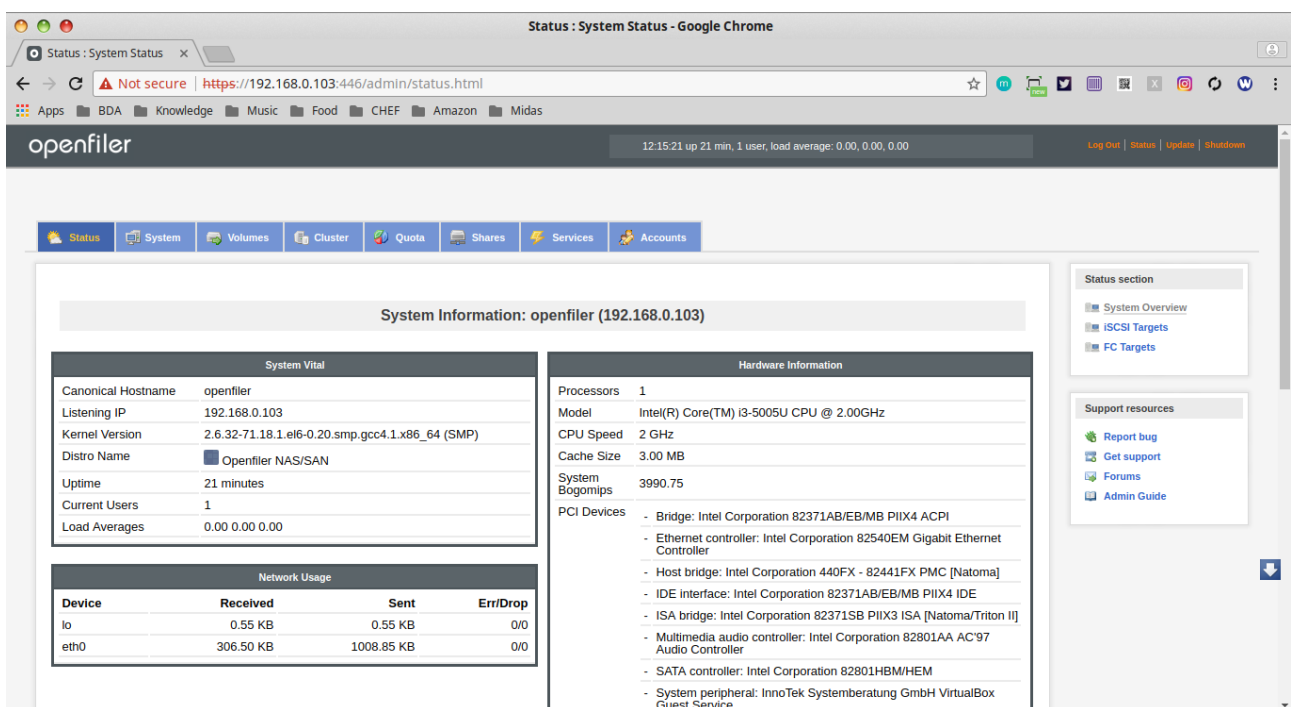 Status : System Status - Google Chrome
Status : System Status ×
Not secure | https://192.168.0.103:446/admin/status.html
new
Apps BDA Knowledge Music Food CHEF Amazon Midas
openfiler
12:15:21 up 21 min, 1 user, load average: 0.00, 0.00, 0.00
Log Out | Status | Update | Shutdown
Status System Volumes Cluster Quota Shares Services Accounts
System Information: openfiler (192.168.0.103)
System Vital
Canonical Hostname openfiler
Listening IP 192.168.0.103
Kernel Version 2.6.32-71.18.1.el6-0.20.smp.gcc4.1.x86_64 (SMP)
Distro Name Openfiler NAS/SAN
Uptime 21 minutes
Current Users 1
Load Averages 0.00 0.00 0.00
Network Usage
Device Received Sent Err/Drop
lo 0.55 KB 0.55 KB 0/0
eth0 306.50 KB 1008.85 KB 0/0
Hardware Information
Processors 1
Model Intel(R) Core(TM) i3-5005U CPU @ 2.00GHz
CPU Speed 2 GHz
Cache Size 3.00 MB
System
Bogomips 3990.75
PCI Devices
- Bridge: Intel Corporation 82371AB/EB/MB PIIX4 ACPI
- Ethernet controller: Intel Corporation 82540EM Gigabit Ethernet
Controller
- Host bridge: Intel Corporation 440FX - 82441FX PMC [Natoma]
- IDE interface: Intel Corporation 82371AB/EB/MB PIIX4 IDE
- ISA bridge: Intel Corporation 82371SB PIIX3 ISA [Natoma/Triton II]
- Multimedia audio controller: Intel Corporation 82801AA AC'97
Audio Controller
- SATA controller: Intel Corporation 82801HBM/HEM
- System peripheral: InnoTek Systemberatung GmbH VirtualBox
Guest Service
Status section
System Overview
iSCSI Targets
FC Targets
Support resources
Report bug
Get support
Forums
Admin Guide